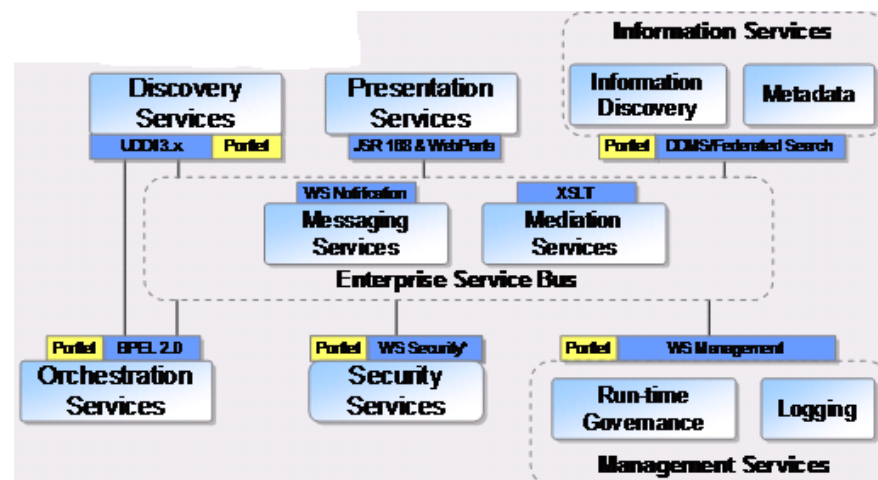 Information Services
Discovery
Services
Presentation
Services
Information
Discovery
Metadata
UDDI 3.x
Portlet
JSR 168 & WebParts
Portlet
DDMS/Federated Search
WS Notification
XSLT
Messaging
Services
Mediation
Services
Enterprise Service Bus
Portlet
BPEL 2.0
Portlet
WS Security*
Portlet
WS Management
Orchestration
Services
Security
Services
Run-time
Governance
Logging
Management Services